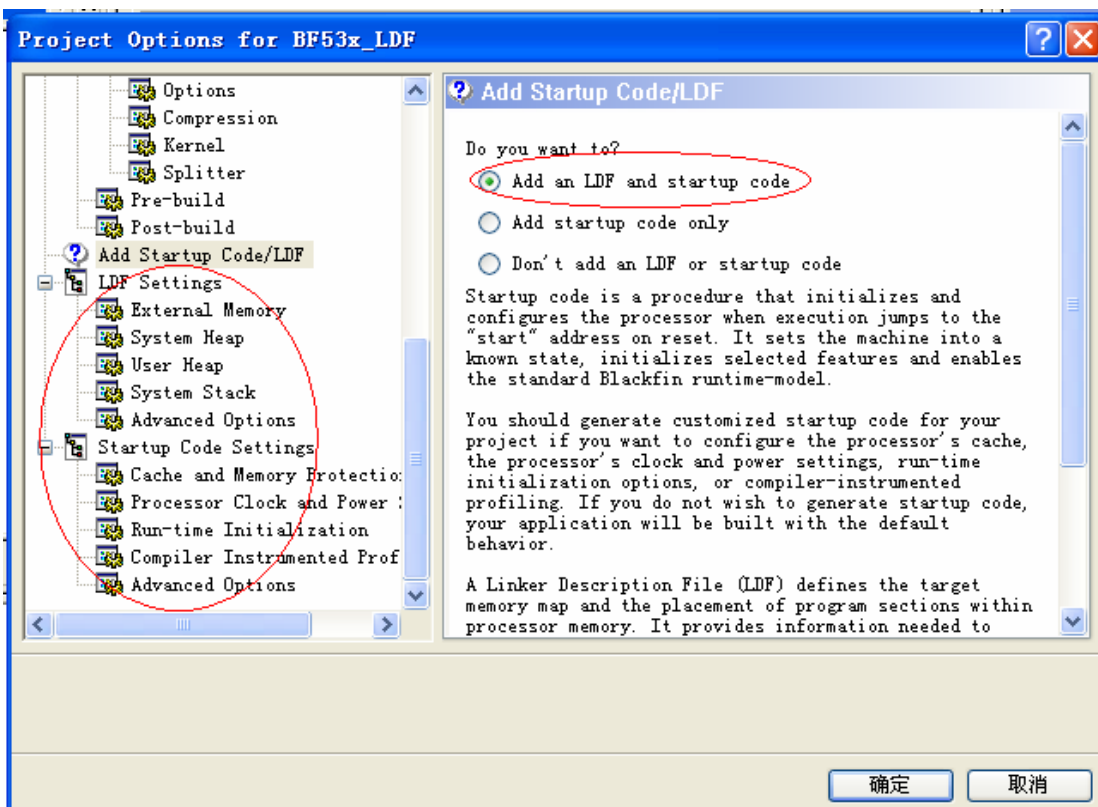 Project Options for BF53x_LDF
Options
Compression
Kernel
Splitter
Pre-build
Post-build
Add Startup Code/LDF
LDF Settings
External Memory
System Heap
User Heap
System Stack
Advanced Options
Startup Code Settings
Cache and Memory Protectio
Processor Clock and Power
Run-time Initialization
Compiler Instrumented Prof
Advanced Options
Add Startup Code/LDF
Do you want to?
Add an LDF and startup code
Add startup code only
Don't add an LDF or startup code
Startup code is a procedure that initializes and
configures the processor when execution jumps to the
"start" address on reset. It sets the machine into a
known state, initializes selected features and enables
the standard Blackfin runtime-model.
You should generate customized startup code for your
project if you want to configure the processor's cache,
the processor's clock and power settings, run-time
initialization options, or compiler-instrumented
profiling. If you do not wish to generate startup code,
your application will be built with the default
behavior.
A Linker Description File (LDF) defines the target
memory map and the placement of program sections within
processor memory. It provides information needed to
确定
取消